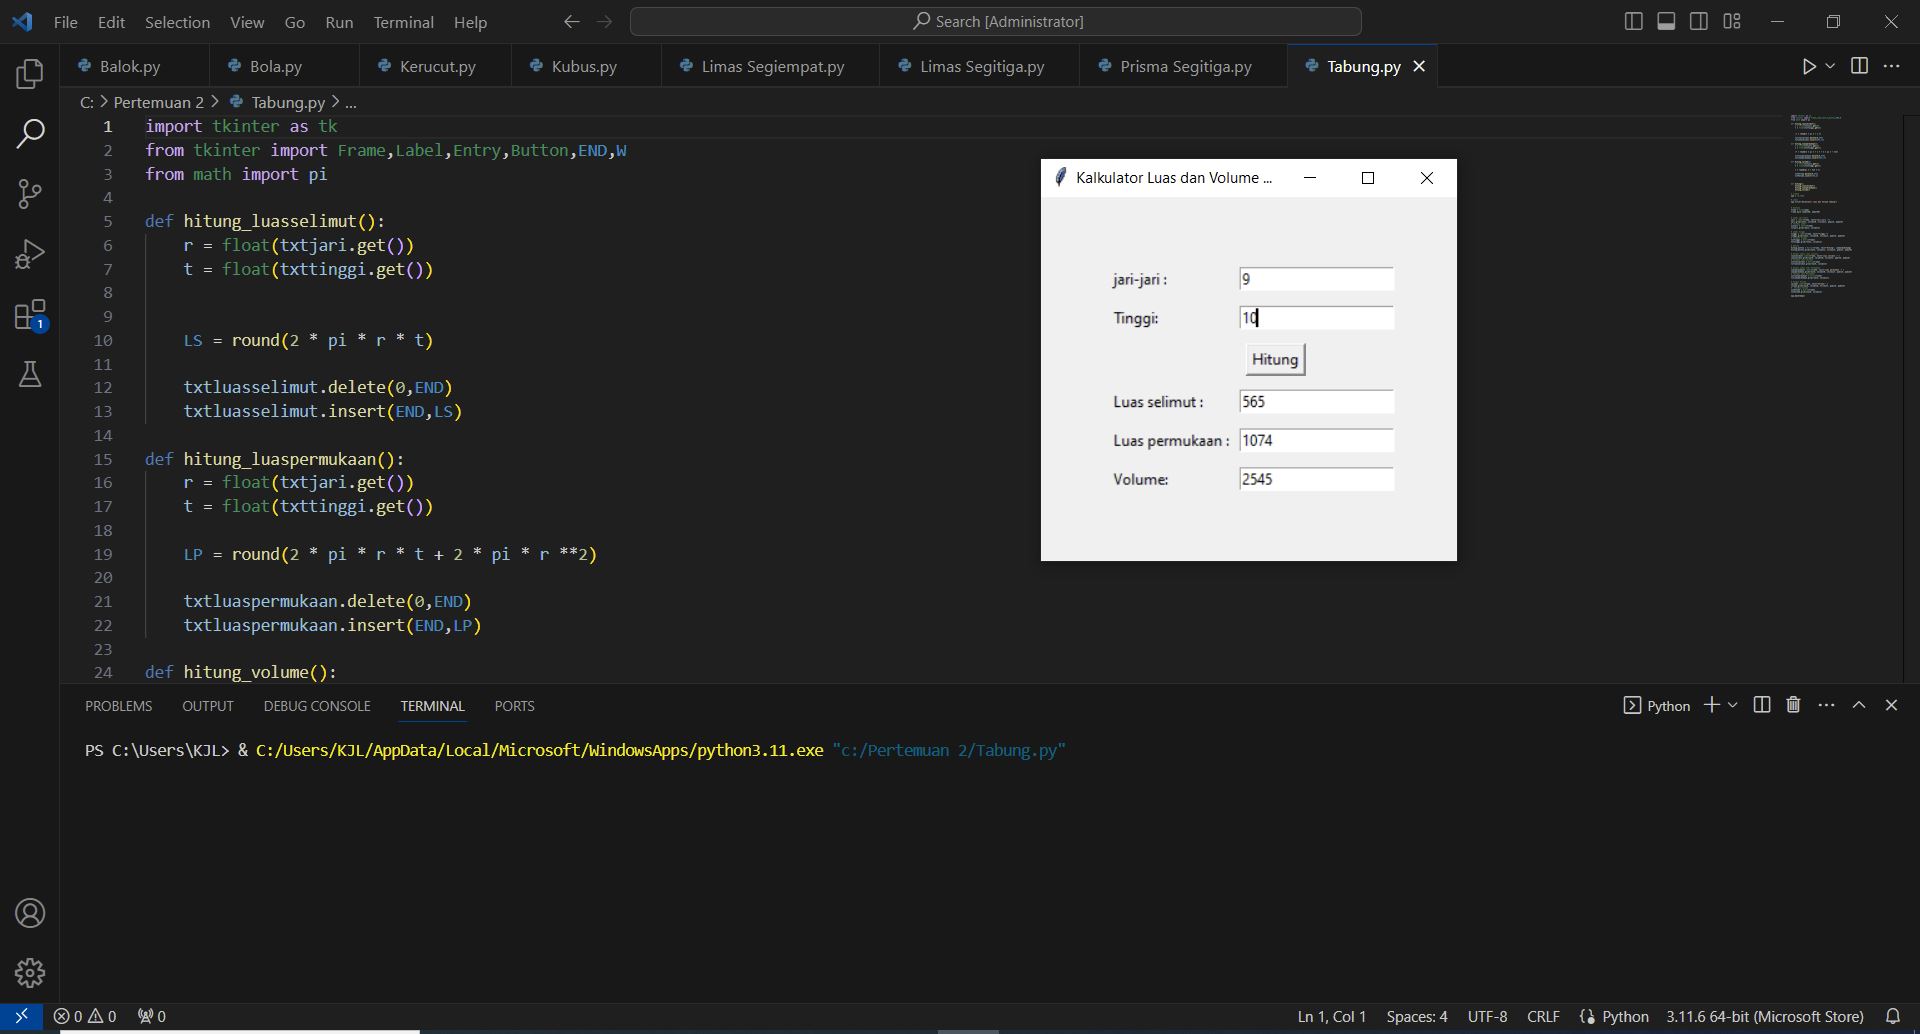 File Edit Selection View Go Run Terminal Help
Search [Administrator]
Balok.py Bola.py Kerucut.py Kubus.py Limas Segiempat.py Limas Segitiga.py Prisma Segitiga.py Tabung.py
C: > Pertemuan 2 > Tabung.py > ...
1 import tkinter as tk
2 from tkinter import Frame,Label,Entry,Button,END,W
3 from math import pi
4
5 def hitung_luasselimut():
6 r = float(txtjari.get())
7 t = float(txttinggi.get())
8
9
10 LS = round(2 * pi * r * t)
11
12 txtluasselimut.delete(0,END)
13 txtluasselimut.insert(END,LS)
14
15 def hitung_luaspermukaan():
16 r = float(txtjari.get())
17 t = float(txttinggi.get())
18
19 LP = round(2 * pi * r * t + 2 * pi * r **2)
20
21 txtluaspermukaan.delete(0,END)
22 txtluaspermukaan.insert(END,LP)
23
24 def hitung_volume():
Kalkulator Luas dan Volume ...
jari-jari : 9
Tinggi: 10
Hitung
Luas selimut : 565
Luas permukaan : 1074
Volume: 2545
PROBLEMS OUTPUT DEBUG CONSOLE TERMINAL PORTS
Python
PS C:\Users\KJL> & C:/Users/KJL/AppData/Local/Microsoft/WindowsApps/python3.11.exe "c:/Pertemuan 2/Tabung.py"
1
0 0 0
Ln 1, Col 1 Spaces: 4 UTF-8 CRLF Python 3.11.6 64-bit (Microsoft Store)